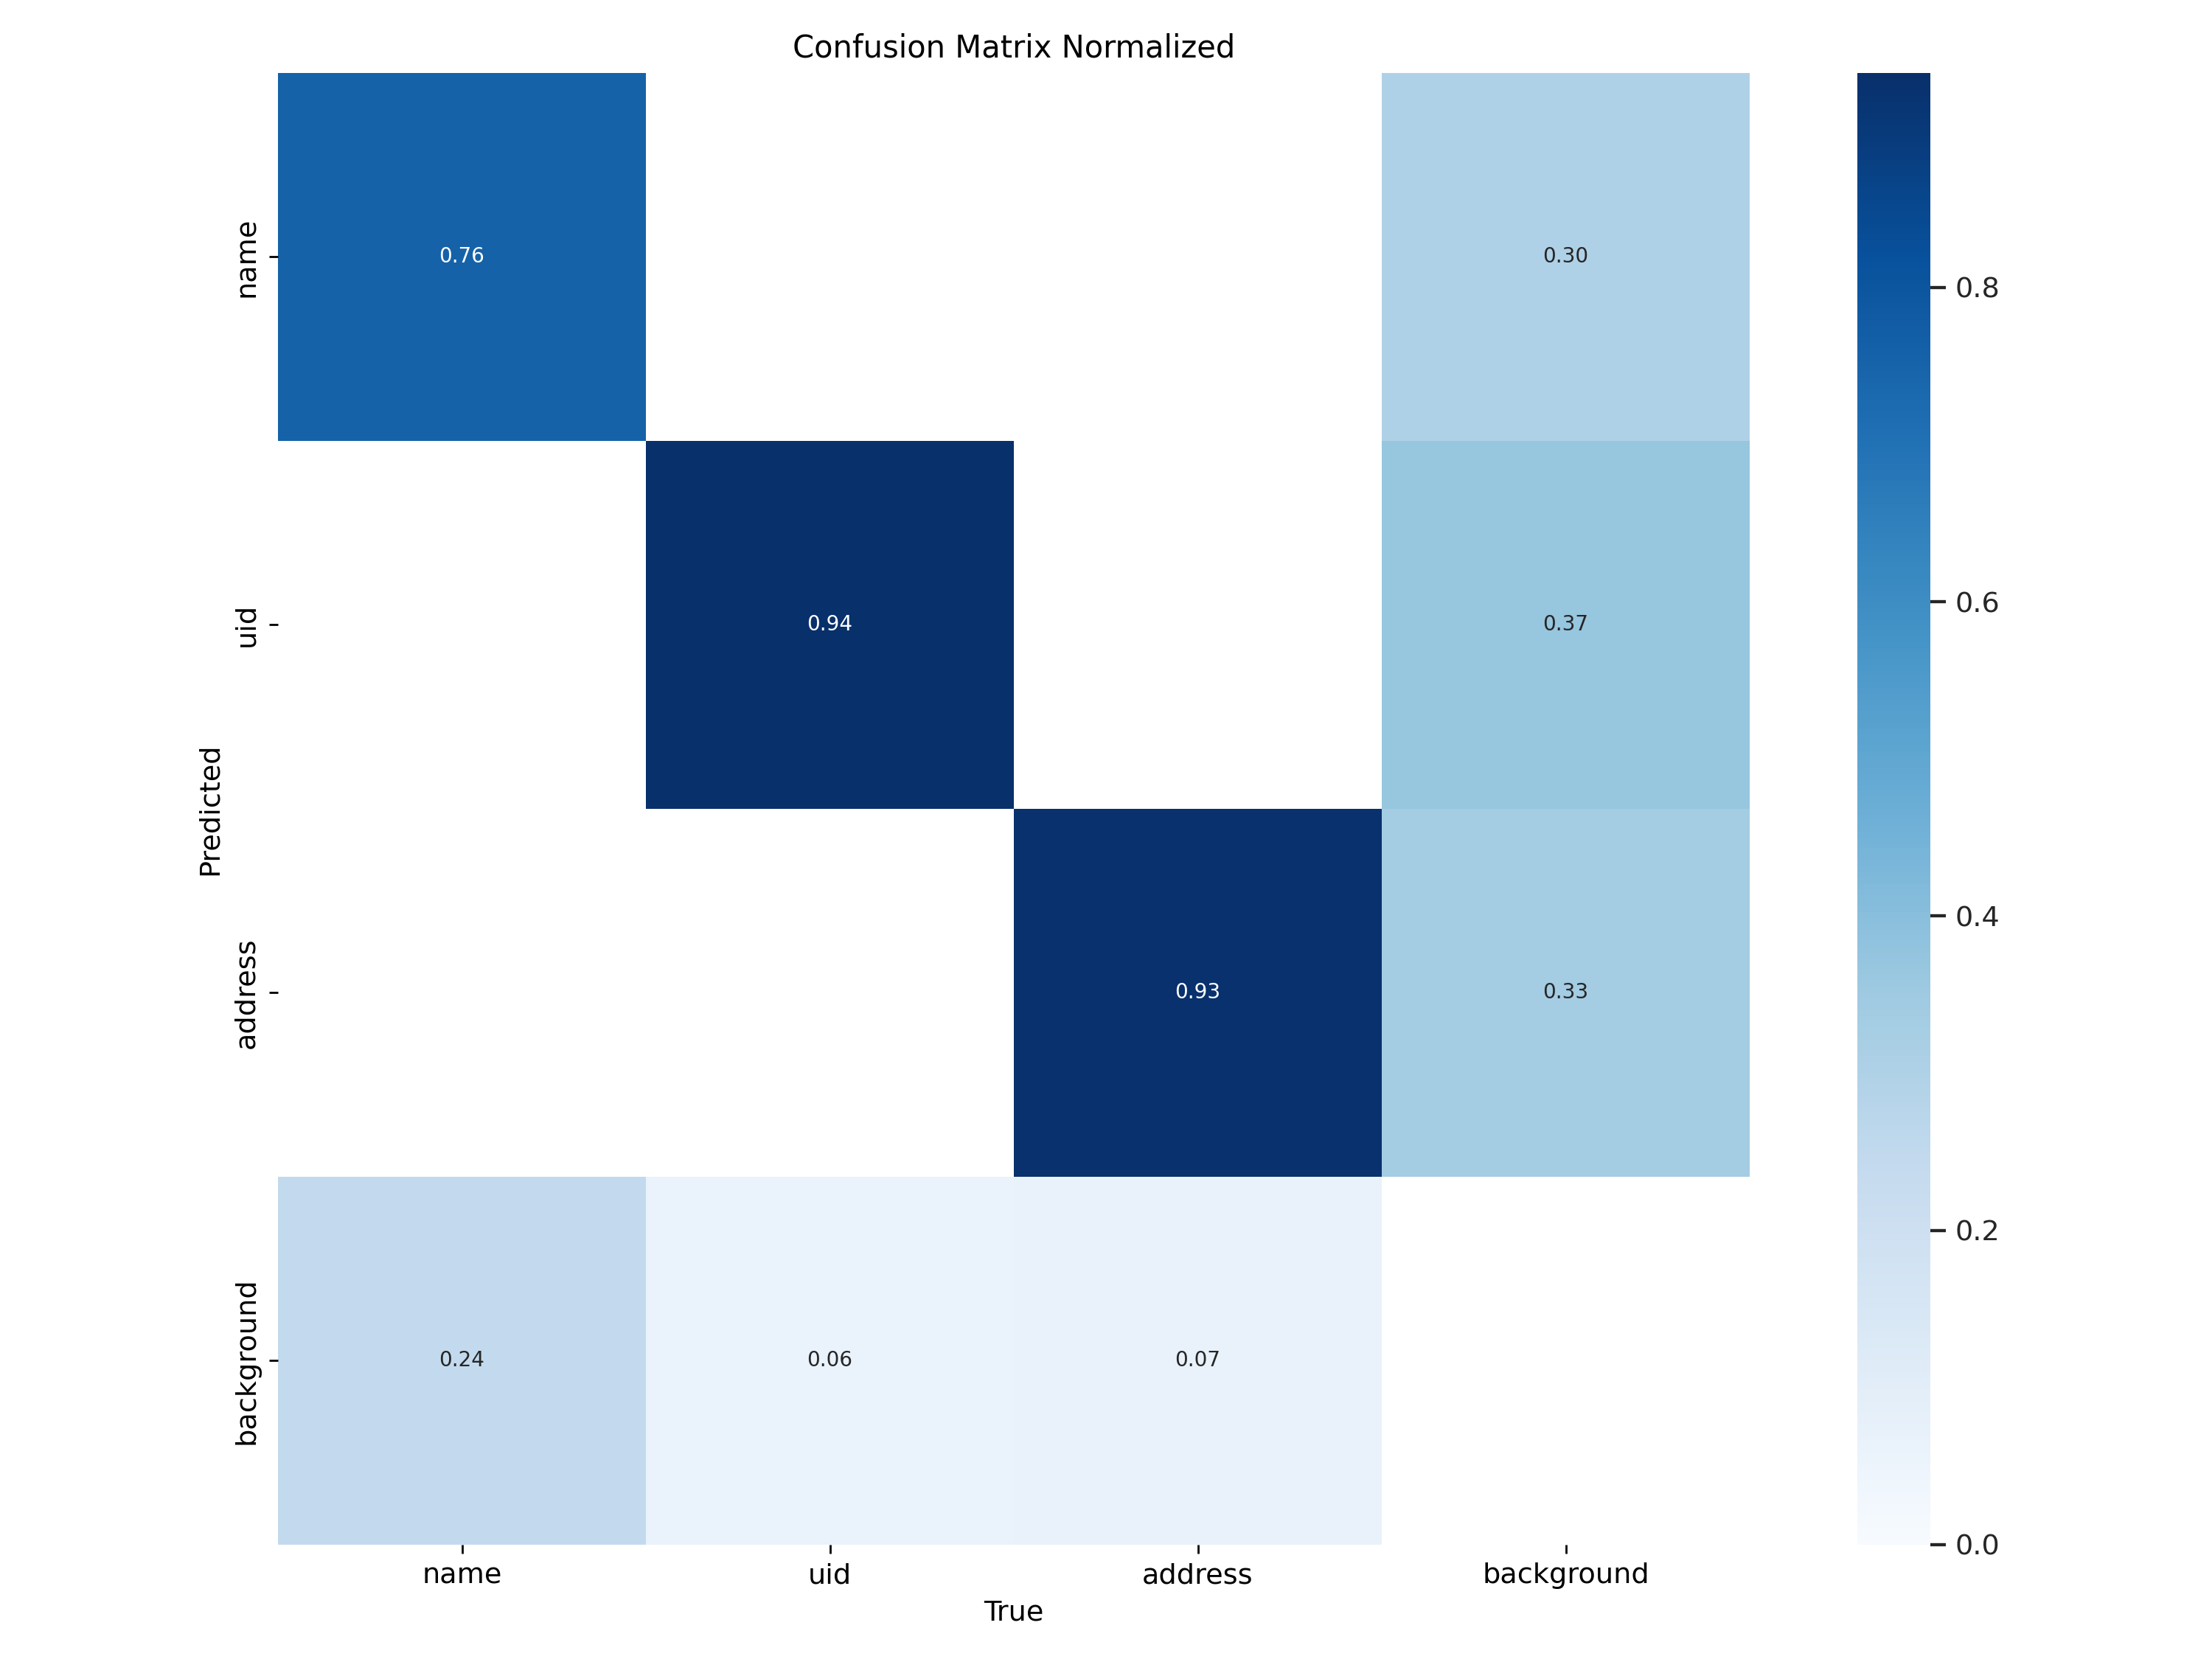 Confusion Matrix Normalized
name
0.76
0.30
0.8
uid
0.94
0.37
0.6
Predicted
0.4
address
0.93
0.33
0.2
background
0.24
0.06
0.07
0.0
name uid address background
True